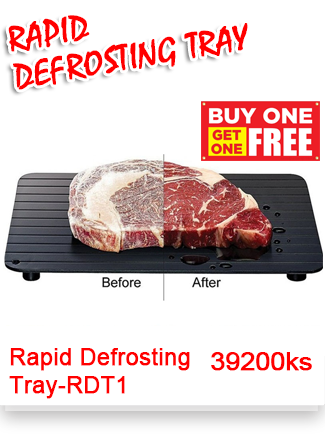 RAPID
DEFROSTING TRAY
BUY ONE
GET
ONE
FREE
Before
After
Rapid Defrosting
Tray-RDT1
39200ks